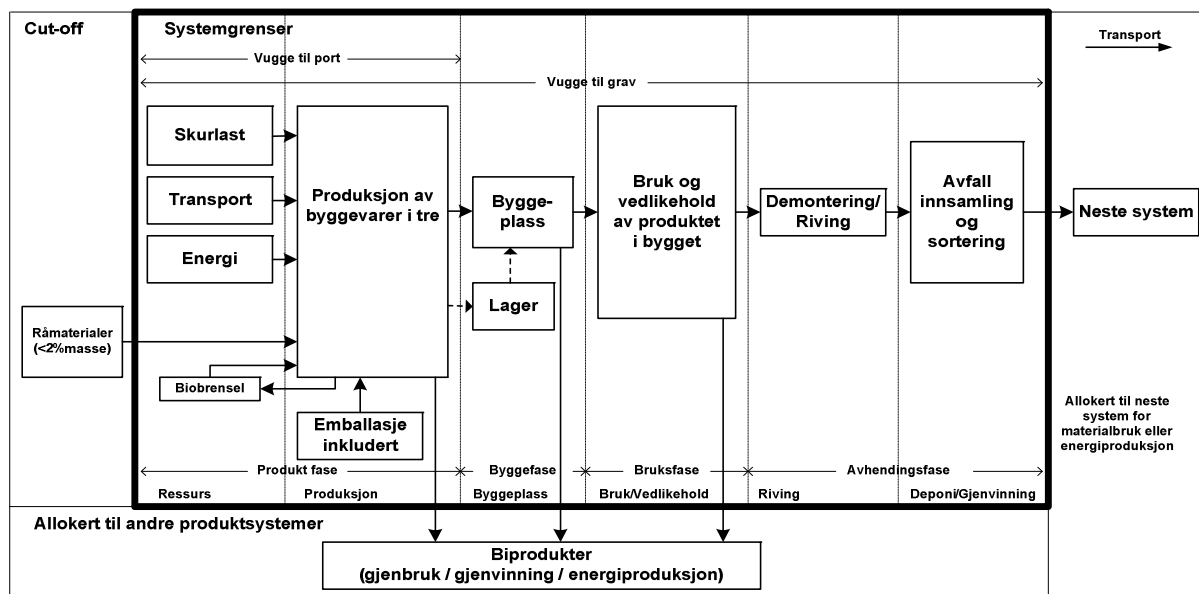 Cut-off
Systemgrenser
Transport
Vugge til port
Vugge til grav
Skurlast
Transport
Energi
Produksjon av
byggevarer i tre
Bygge-
plass
Lager
Bruk og
vedlikehold
av produktet
i bygget
Demontering/
Riving
Avfall
innsamling
og
sortering
Neste system
Råmaterialer
(<2%masse)
Biobrensel
Emballasje
inkludert
Allokert til neste
system for
materialbruk eller
energiproduksjon
Produkt fase
Byggefase
Bruksfase
Avhendingsfase
Ressurs
Produksjon
Byggeplass
Bruk/Vedlikehold
Riving
Deponi/Gjenvinning
Allokert til andre produktsystemer
Biprodukter
(gjenbruk / gjenvinning / energiproduksjon)